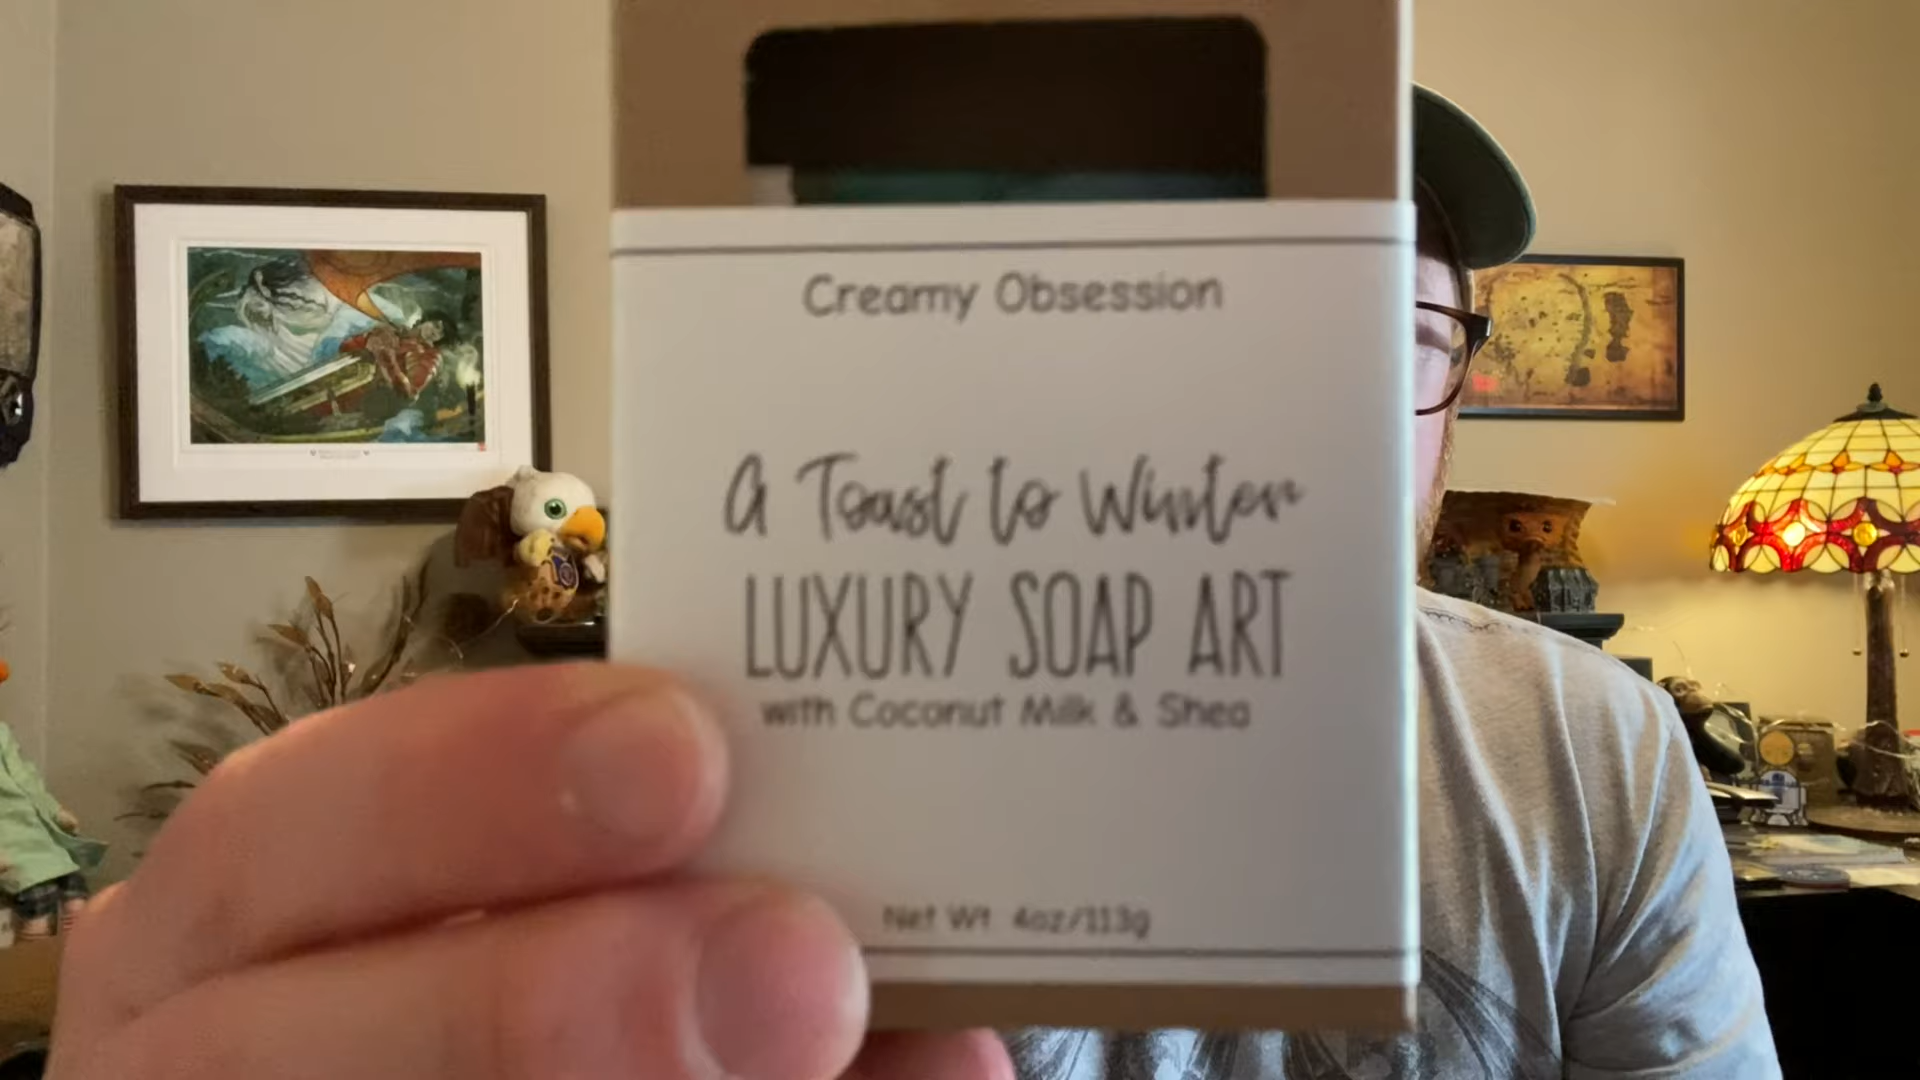 Creamy Obsession
A Toast to Winter
LUXURY SOAP ART
with Coconut Milk & Shea
Net Wt 4oz/113g